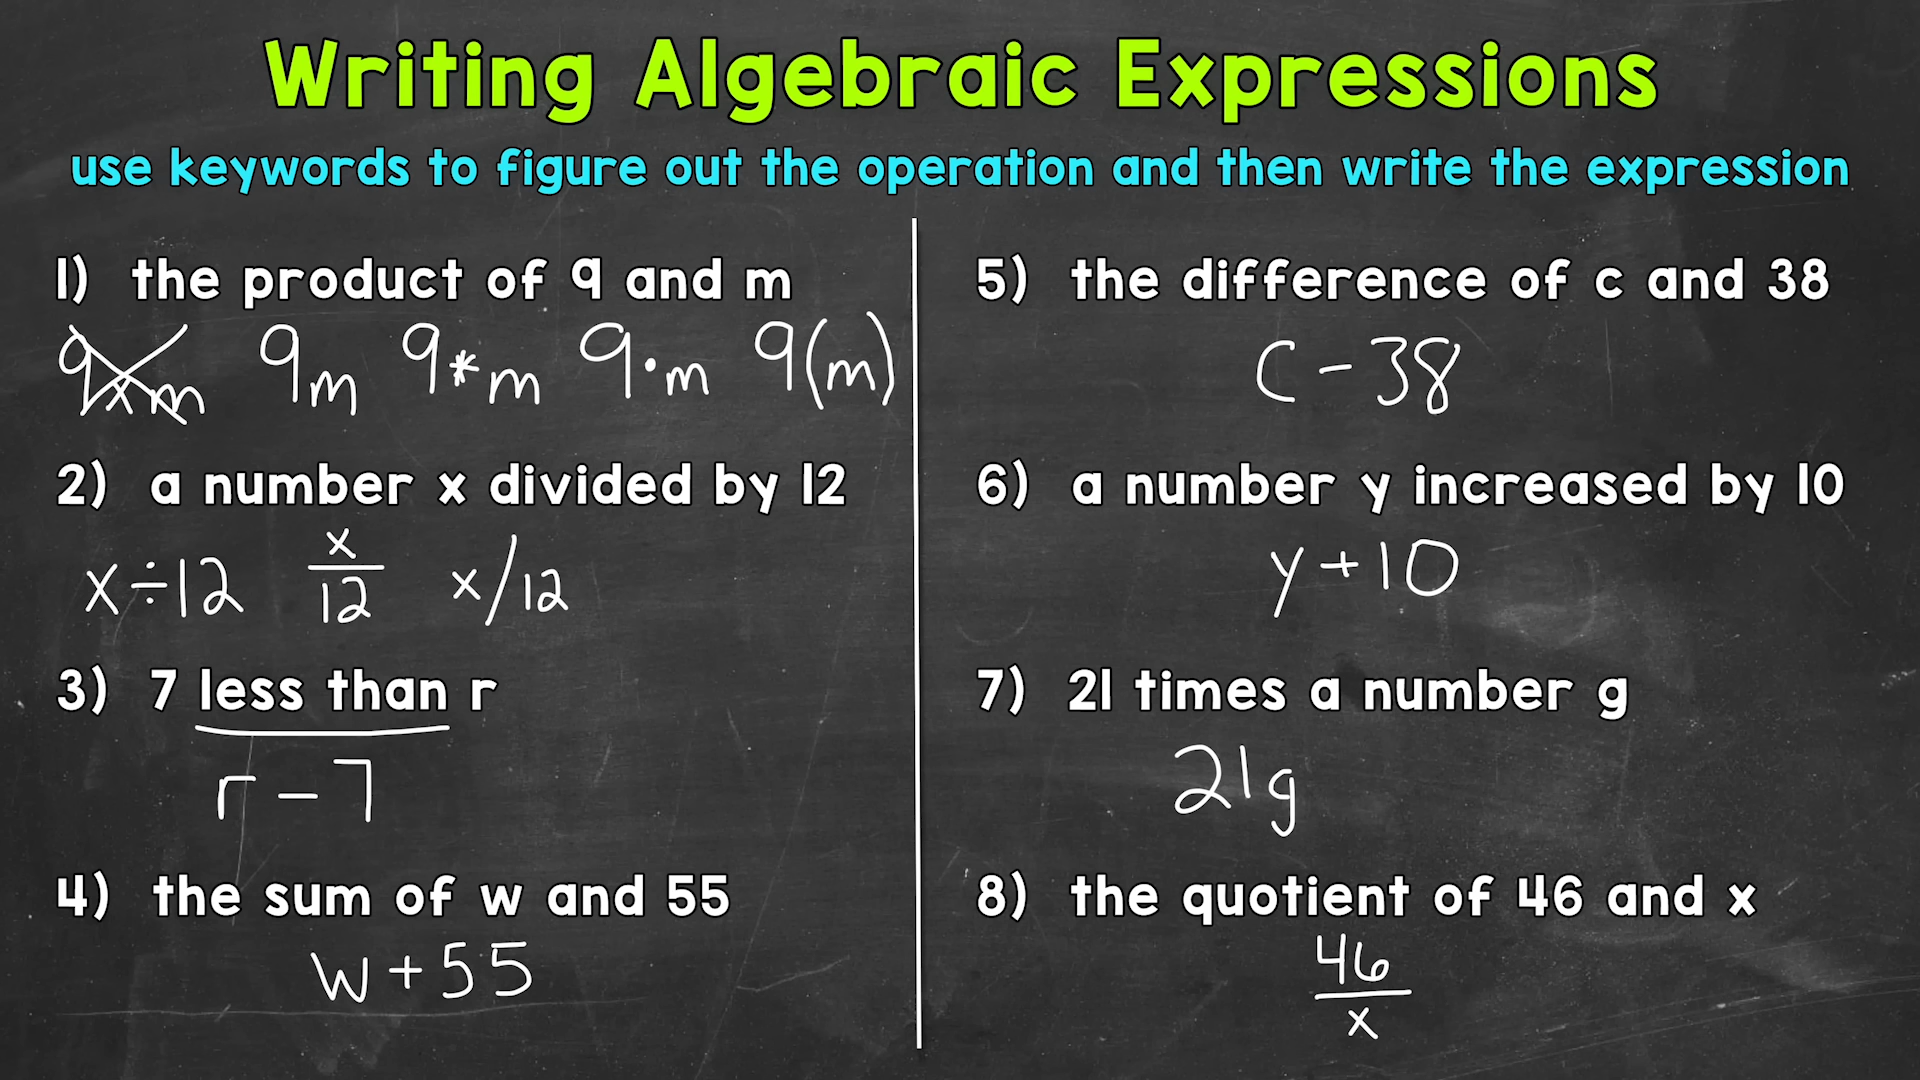 Writing Algebraic Expressions
use keywords to figure out the operation and then write the expression
1) the product of 9 and m
9xm 9m 9*m 9·m 9(m)
2) a number x divided by 12
x÷12 x/12 x/12
3) 7 less than r
r-7
4) the sum of w and 55
w+55
5) the difference of c and 38
c-38
6) a number y increased by 10
y+10
7) 21 times a number g
21g
8) the quotient of 46 and x
46
x